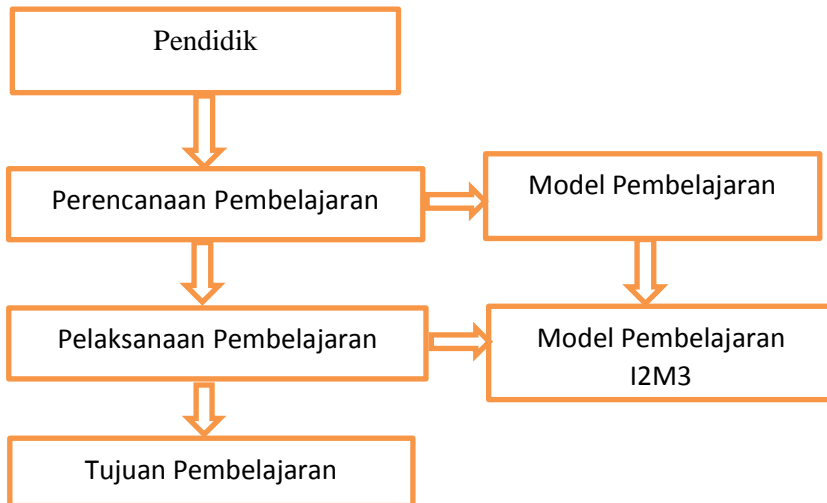 Pendidik
Perencanaan Pembelajaran
Model Pembelajaran
Pelaksanaan Pembelajaran
Model Pembelajaran
I2M3
Tujuan Pembelajaran